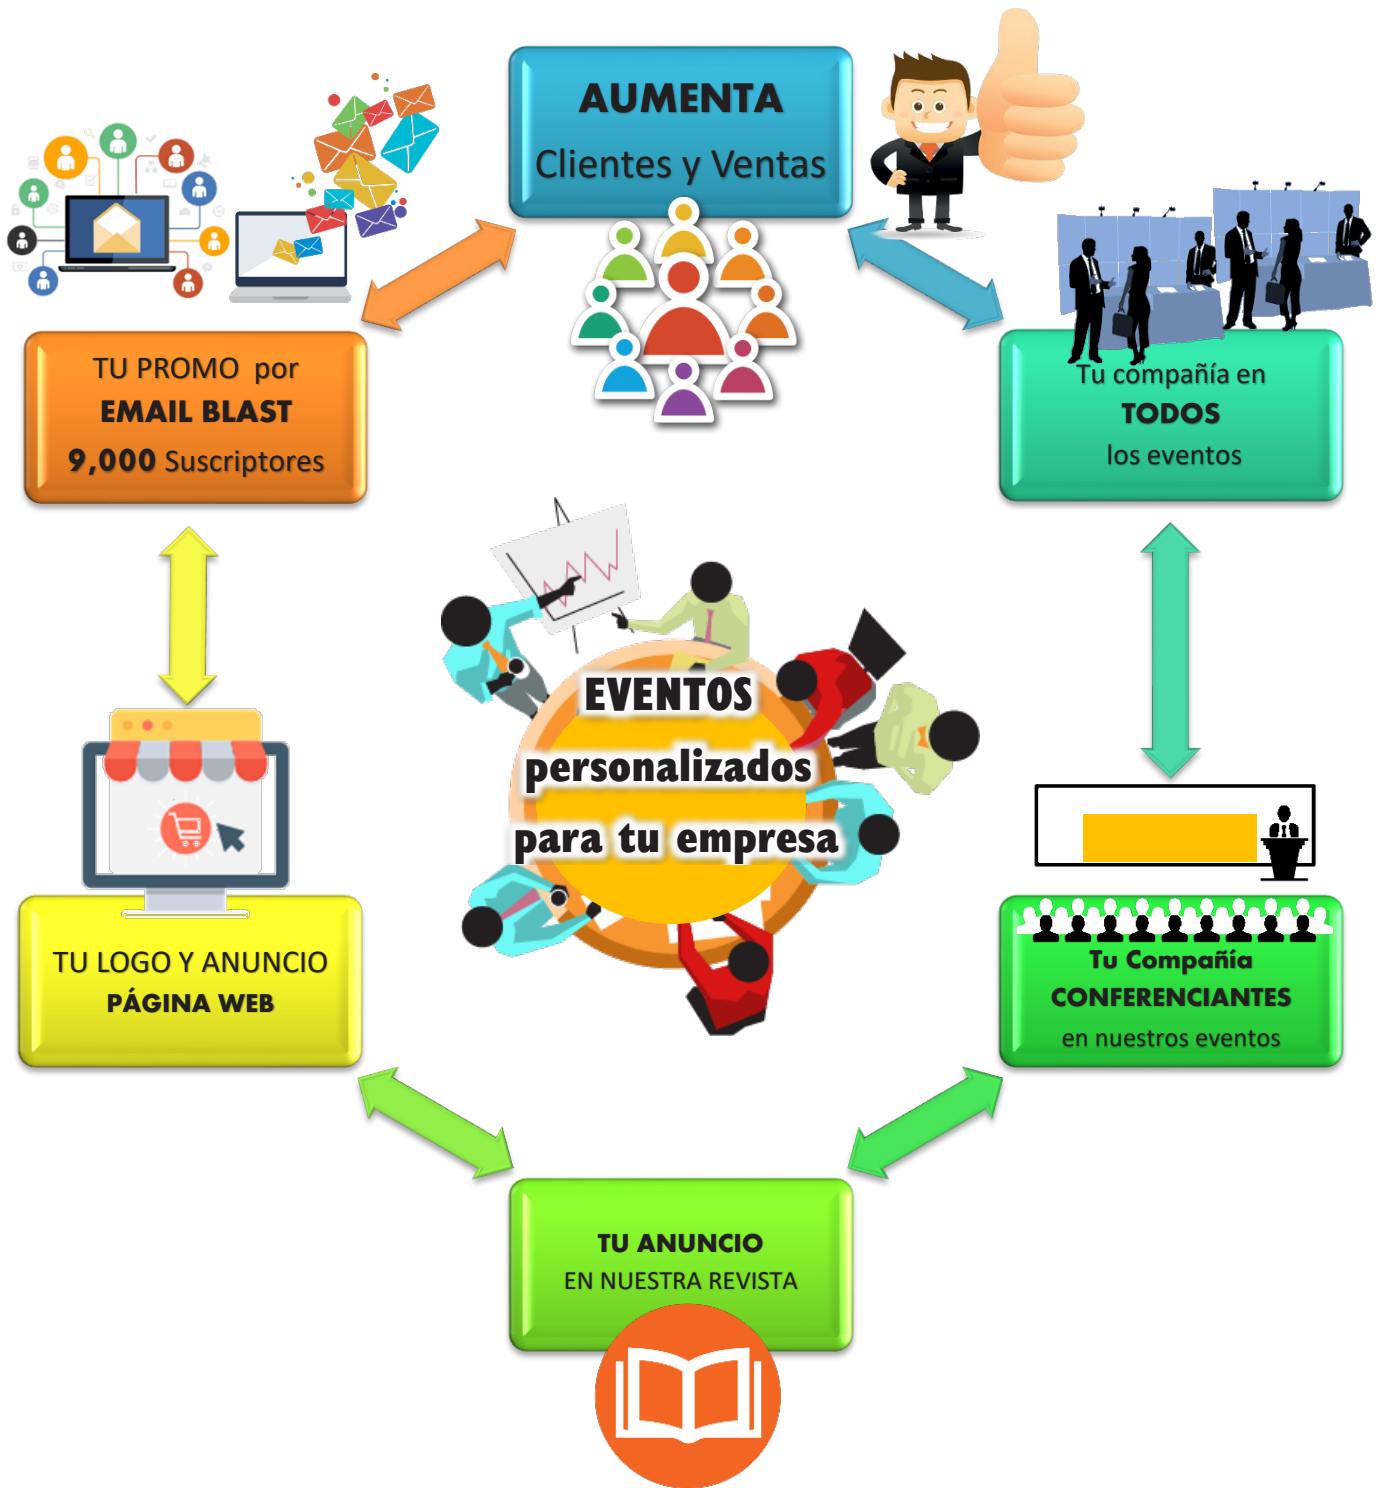 AUMENTA
Clientes y Ventas
TU PROMO por
EMAIL BLAST
9,000 Suscriptores
Tu compañía en
TODOS
los eventos
EVENTOS
personalizados
para tu empresa
TU LOGO Y ANUNCIO
PÁGINA WEB
Tu Compañía
CONFERENCIANTES
en nuestros eventos
TU ANUNCIO
EN NUESTRA REVISTA